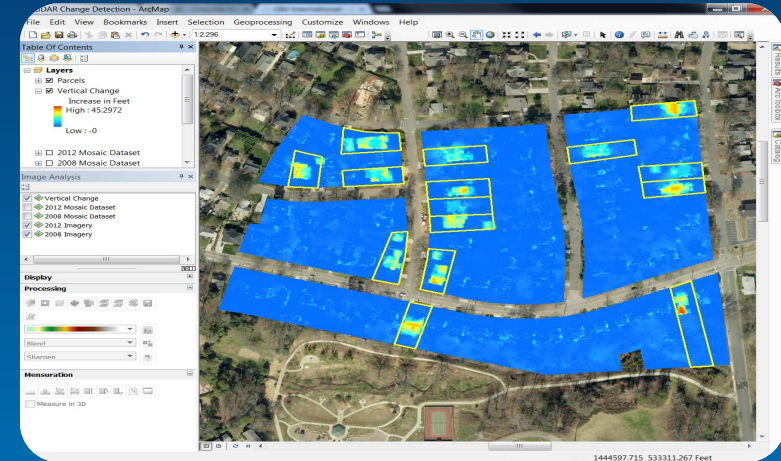 LiDAR Change Detection - ArcMap
File Edit View Bookmarks Insert Selection Geoprocessing Customize Windows Help
1:2,296
Table Of Contents
Layers
Parcels
Vertical Change
Increase in Feet
High : 45.2972
Low : -0
2012 Mosaic Dataset
2008 Mosaic Dataset
Image Analysis
Vertical Change
2012 Mosaic Dataset
2008 Mosaic Dataset
2012 Imagery
2008 Imagery
Display
Processing
Blend
Sharpen
Mensuration
Measure in 3D
Results
ArcToolbox
Catalog
1444597.715 533311.267 Feet